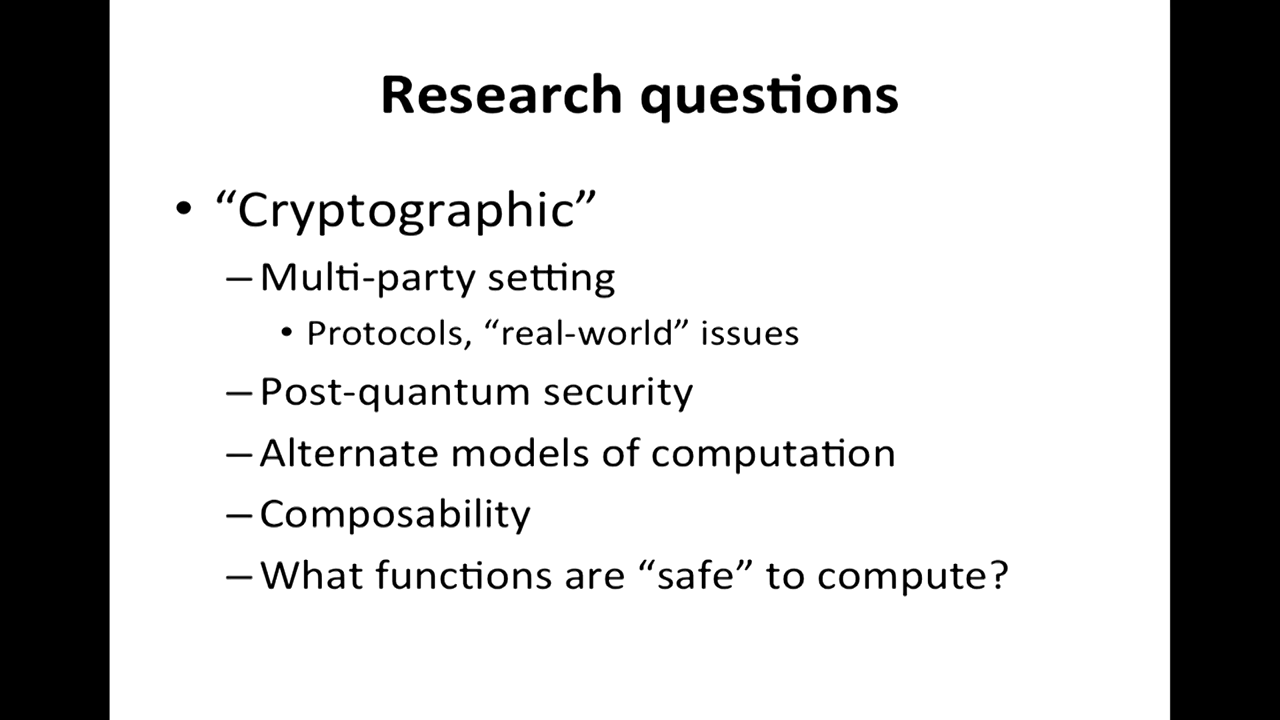 Research questions
• “Cryptographic”
– Multi-party setting
• Protocols, “real-world” issues
– Post-quantum security
– Alternate models of computation
– Composability
– What functions are “safe” to compute?